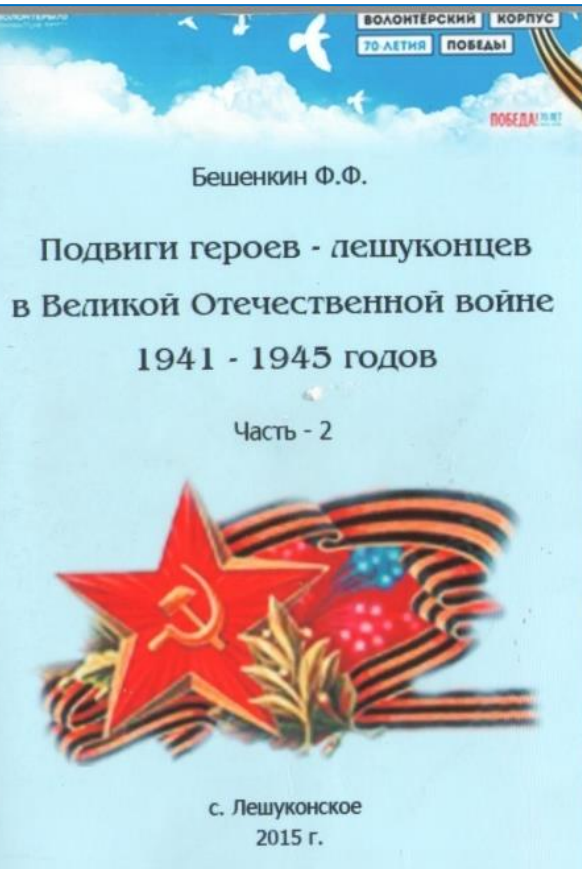 ВОЛОНТЁРСКИЙ КОРПУС
70-ЛЕТИЯ ПОБЕДЫ
ПОБЕДА!
Бешенкин Ф.Ф.
Подвиги героев - лешуконцев
в Великой Отечественной войне
1941 - 1945 годов
Часть - 2
с. Лешуконское
2015 г.